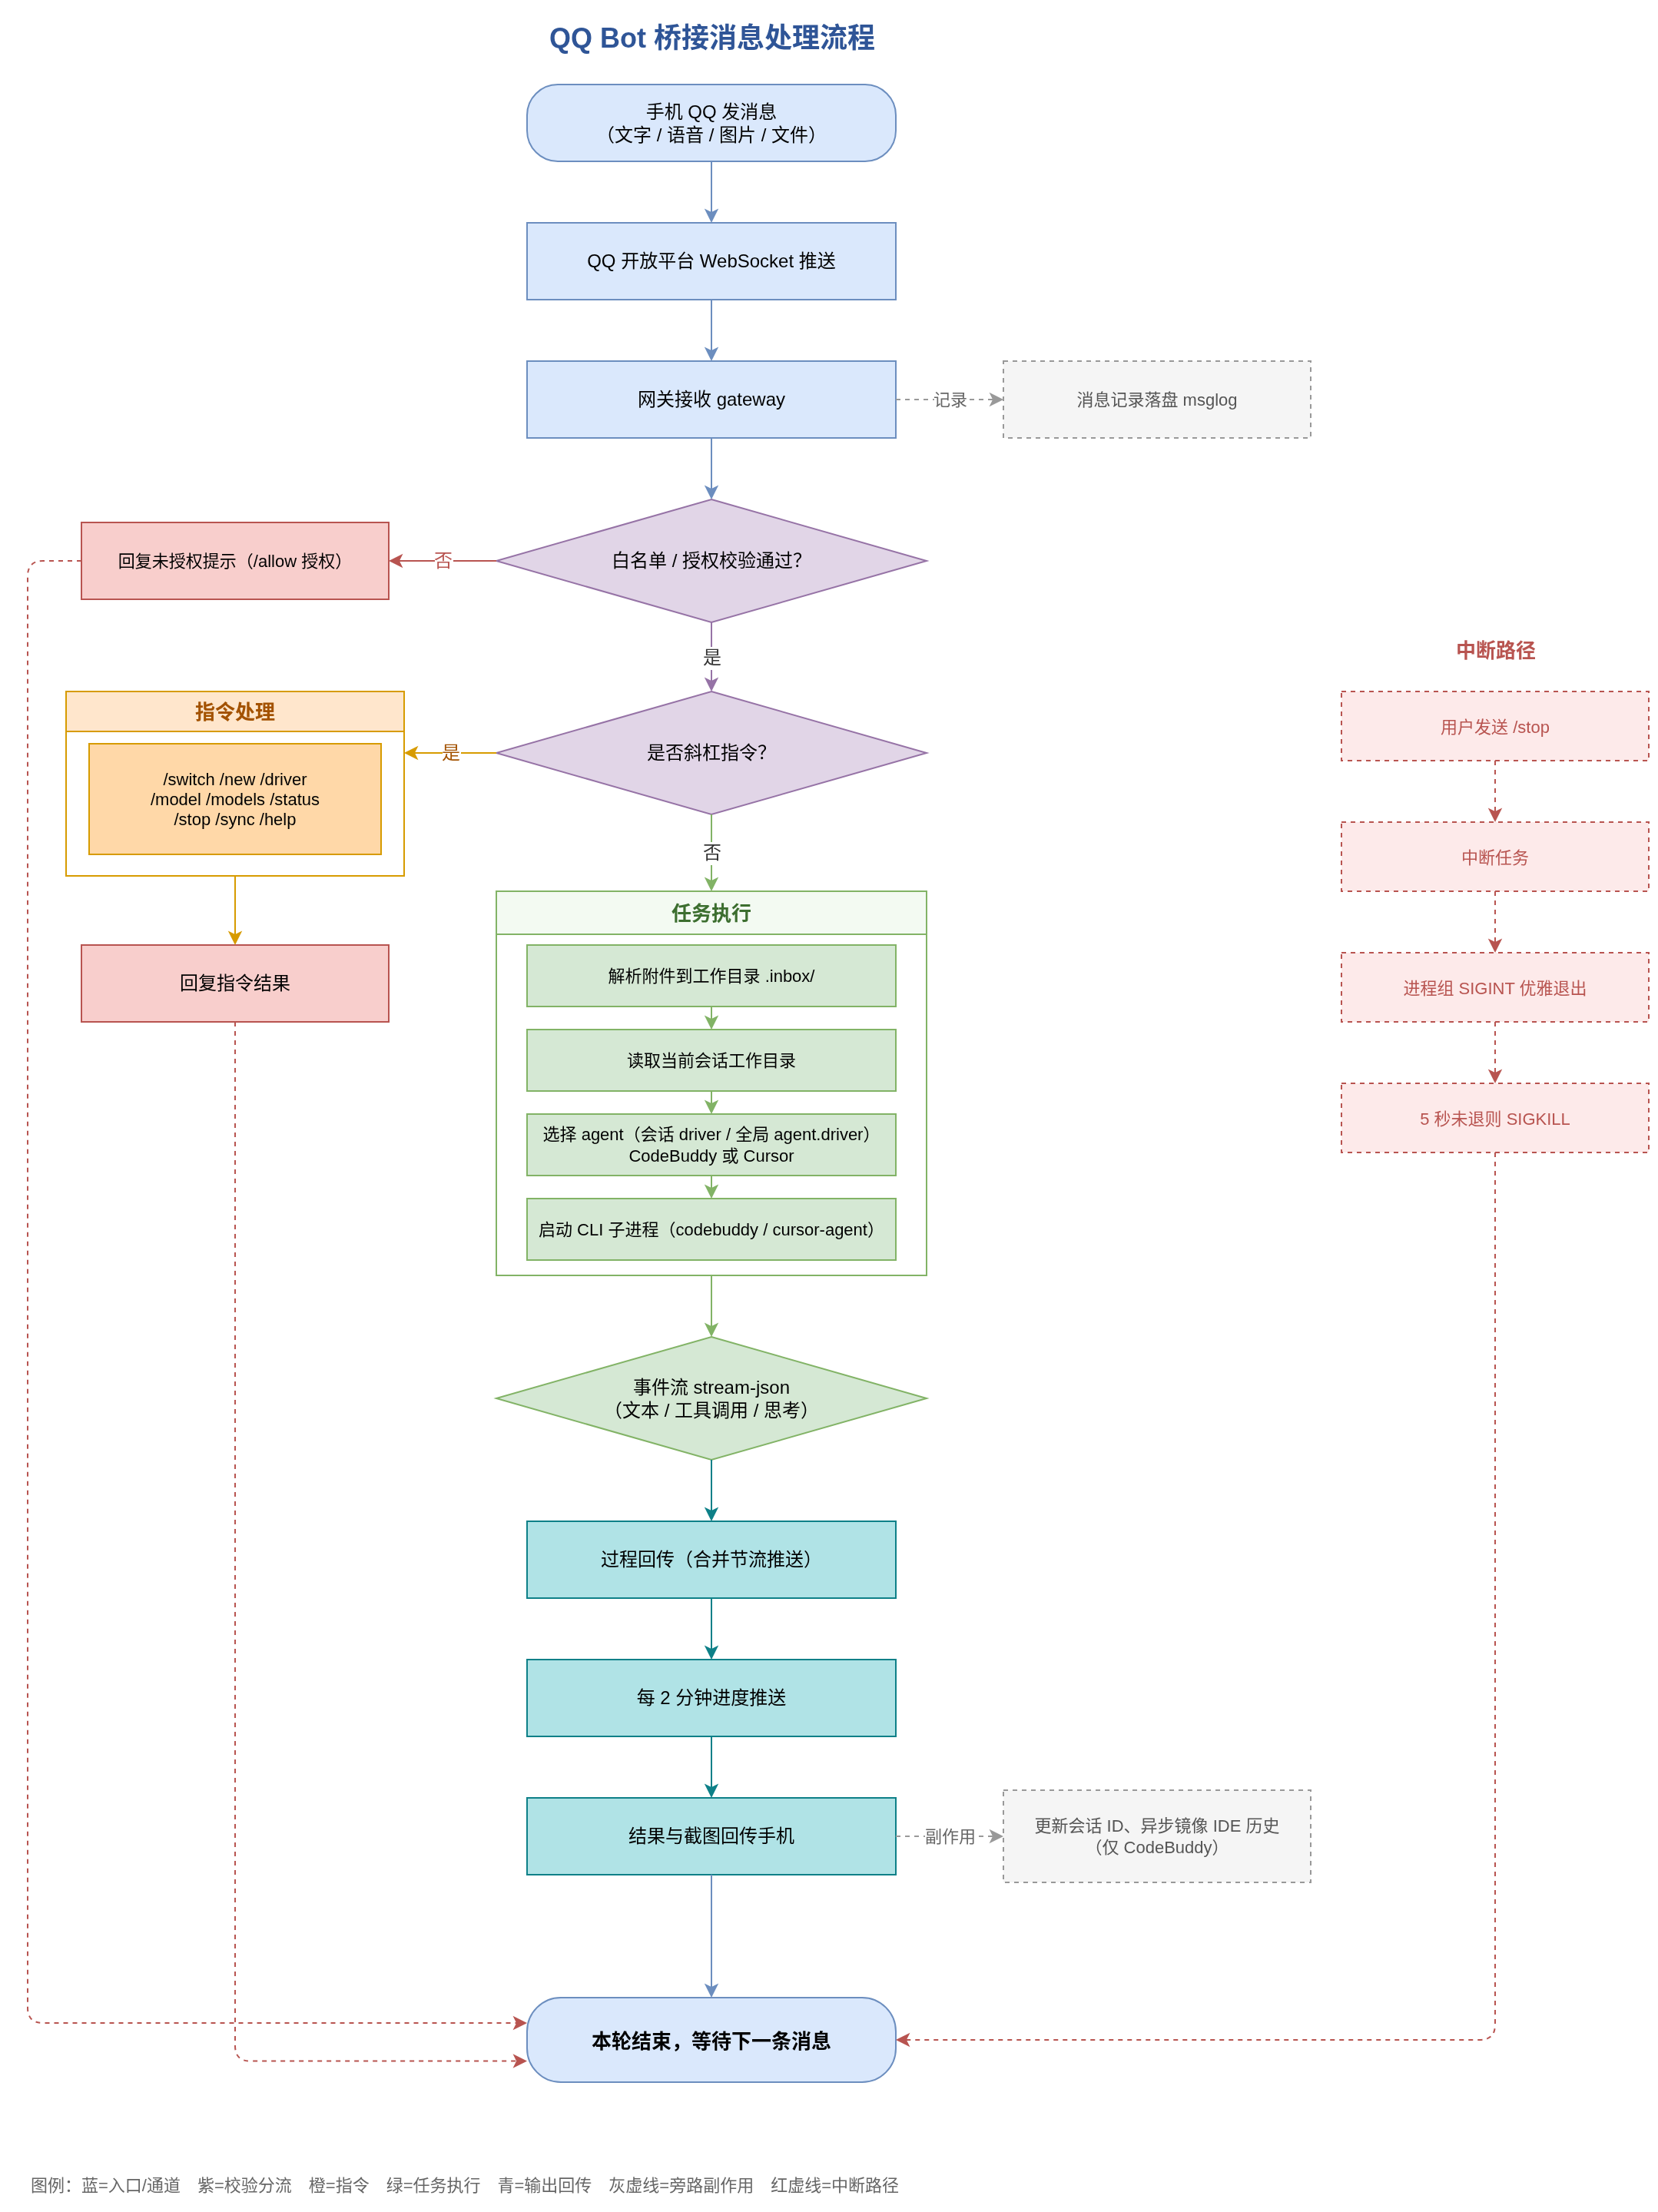 QQ Bot 桥接消息处理流程
手机 QQ 发消息
（文字 / 语音 / 图片 / 文件）
QQ 开放平台 WebSocket 推送
网关接收 gateway
记录
消息记录落盘 msglog
白名单 / 授权校验通过?
否
回复未授权提示（/allow 授权）
是
中断路径
是否斜杠指令?
是
指令处理
/switch /new /driver
/model /models /status
/stop /sync /help
回复指令结果
否
任务执行
解析附件到工作目录 .inbox/
读取当前会话工作目录
选择 agent（会话 driver / 全局 agent.driver）
CodeBuddy 或 Cursor
启动 CLI 子进程（codebuddy / cursor-agent）
用户发送 /stop
中断任务
进程组 SIGINT 优雅退出
5 秒未退则 SIGKILL
事件流 stream-json
（文本 / 工具调用 / 思考）
过程回传（合并节流推送）
每 2 分钟进度推送
结果与截图回传手机
副作用
更新会话 ID、异步镜像 IDE 历史
（仅 CodeBuddy）
本轮结束，等待下一条消息
图例：蓝=入口/通道 紫=校验分流 橙=指令 绿=任务执行 青=输出回传 灰虚线=旁路副作用 红虚线=中断路径